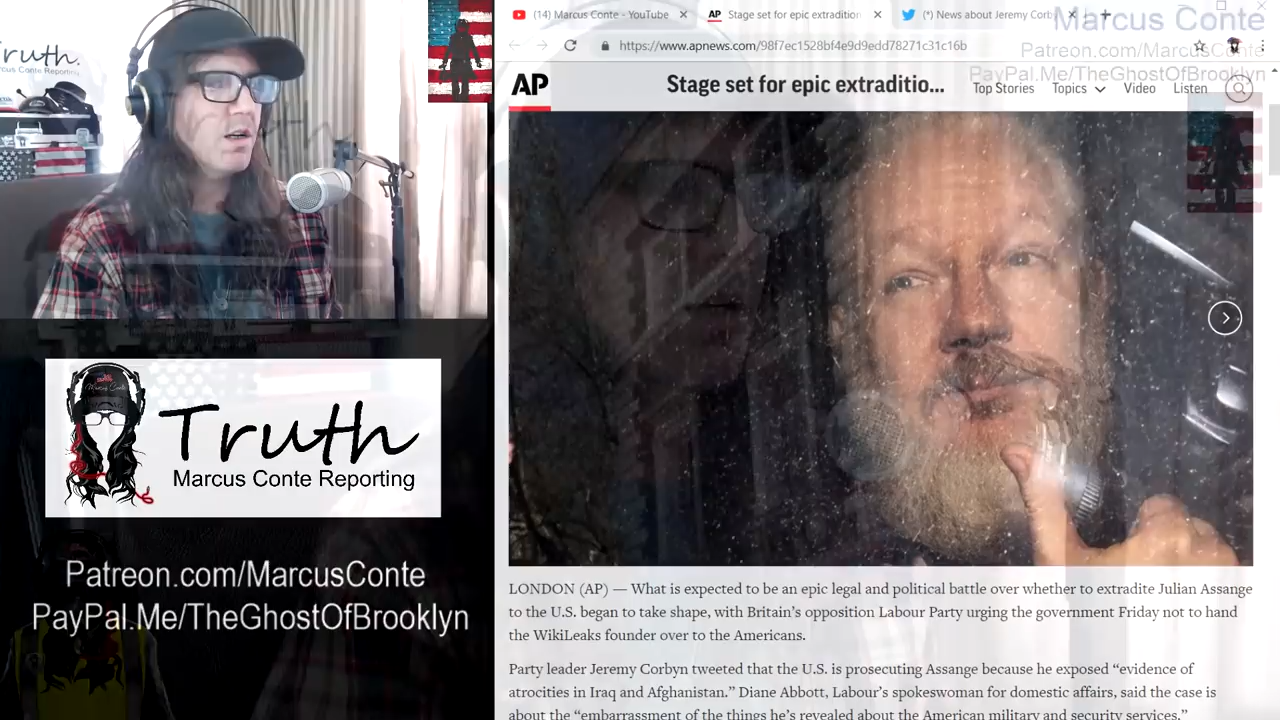 Truth.
Marcus Conte Reporting
(14) Marcus Conte - YouTube
Stage set for epic extradition
(*) News about Jeremy Corb
Marcus Conte
https://www.apnews.com/98f7ec1528bf4e9d9edd78271c31c16b
Patreon.com/MarcusConte
PayPal.Me/TheGhostOfBrooklyn
AP
Stage set for epic extraditio...
Top Stories
Topics
Video
Listen
Truth
Marcus Conte Reporting
Patreon.com/MarcusConte
PayPal.Me/TheGhostOfBrooklyn
LONDON (AP) — What is expected to be an epic legal and political battle over whether to extradite Julian Assange
to the U.S. began to take shape, with Britain's opposition Labour Party urging the government Friday not to hand
the WikiLeaks founder over to the Americans.
Party leader Jeremy Corbyn tweeted that the U.S. is prosecuting Assange because he exposed “evidence of
atrocities in Iraq and Afghanistan.” Diane Abbott, Labour's spokeswoman for domestic affairs, said the case is
about the “embarrassment of the things he's revealed about the American military and security services.”